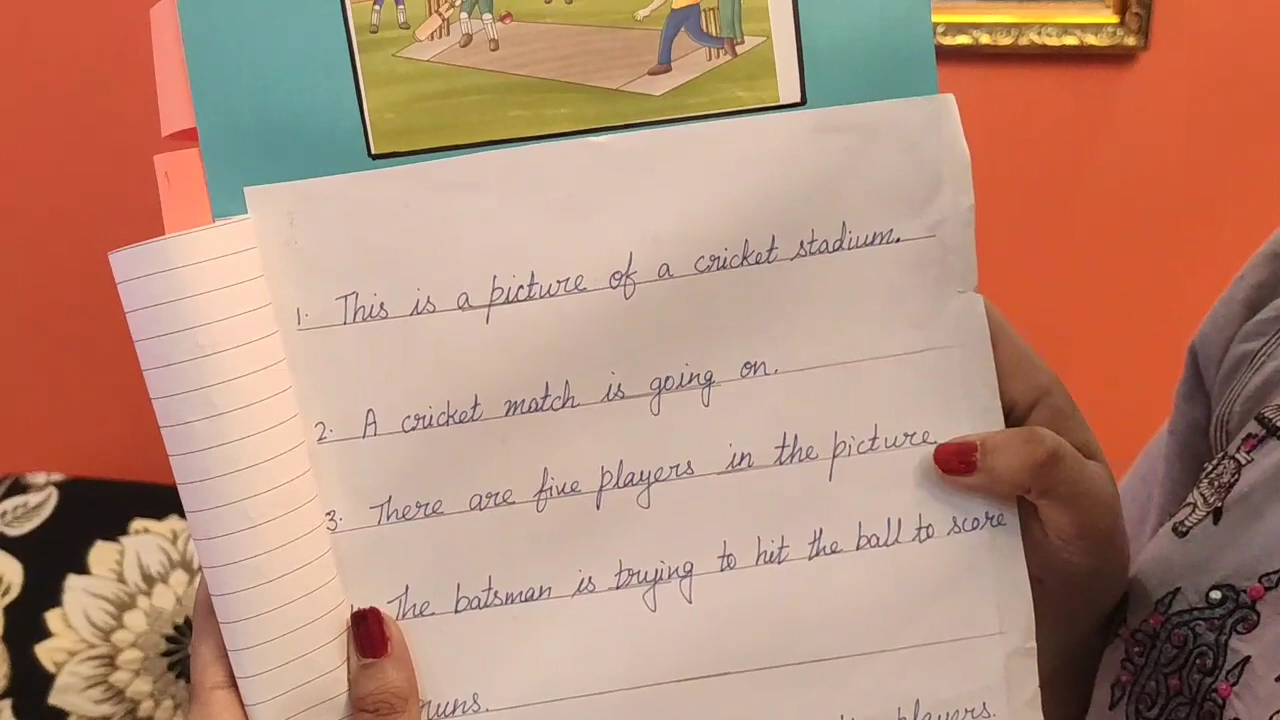 1. This is a picture of a cricket stadium.
2. A cricket match is going on.
3. There are five players in the picture
The batsman is trying to hit the ball to score
runs.
players.